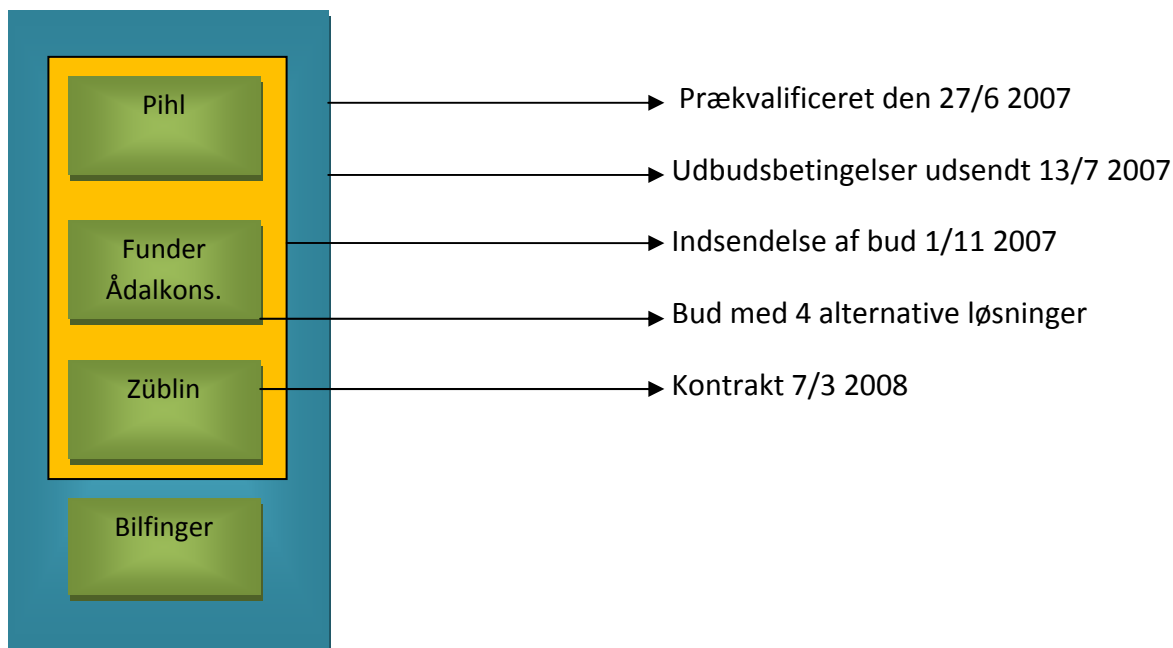 Pihl
Funder
Ådalkons.
Züblin
Bilfinger
Prækvalificeret den 27/6 2007
Udbudsbetingelser udsendt 13/7 2007
Indsendelse af bud 1/11 2007
Bud med 4 alternative løsninger
Kontrakt 7/3 2008